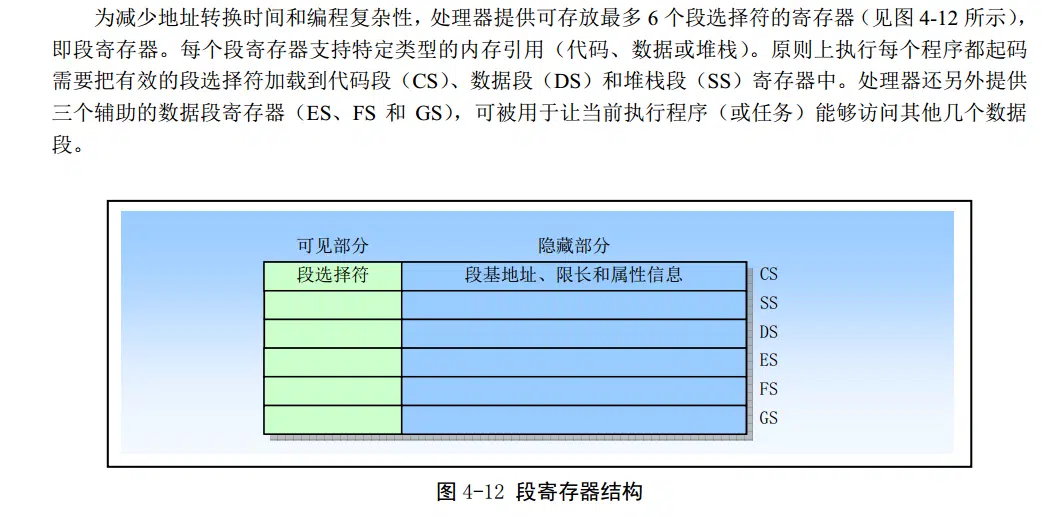 为减少地址转换时间和编程复杂性，处理器提供可存放最多 6 个段选择符的寄存器（见图 4-12 所示），
即段寄存器。每个段寄存器支持特定类型的内存引用（代码、数据或堆栈）。原则上执行每个程序都起码
需要把有效的段选择符加载到代码段（CS）、数据段（DS）和堆栈段（SS）寄存器中。处理器还另外提供
三个辅助的数据段寄存器（ES、FS 和 GS），可被用于让当前执行程序（或任务）能够访问其他几个数据
段。
可见部分 隐藏部分
段选择符 段基地址、限长和属性信息 CS
SS
DS
ES
FS
GS
图 4-12 段寄存器结构